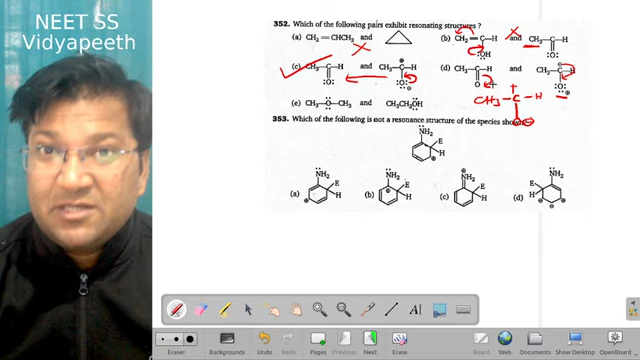 NEET SS
Vidyapeeth
352. Which of the following pairs exhibit resonating structures ?
(a) CH₂ = CHCH₃ and
(b) CH₂ = C — H and CH₃ — C — H
:OH :O:
(c) CH₃ — C — H and CH₃ — C — H
:O: :O:
(d) CH₃ — C — H and CH₃ — C — H
O :O:
CH₃ — C — H
(e) CH₃ — O — CH₃ and CH₃CH₂OH
353. Which of the following is not a resonance structure of the species shown
NH₂
E
H
(a) NH₂ E H
(b) NH₂ E H
(c) NH₂ E H
(d) NH₂ E H
Eraser
Backgrounds
Undo
Redo
Pages
Previous
Next
Erase
Board
Web
Show Desktop
OpenBoard